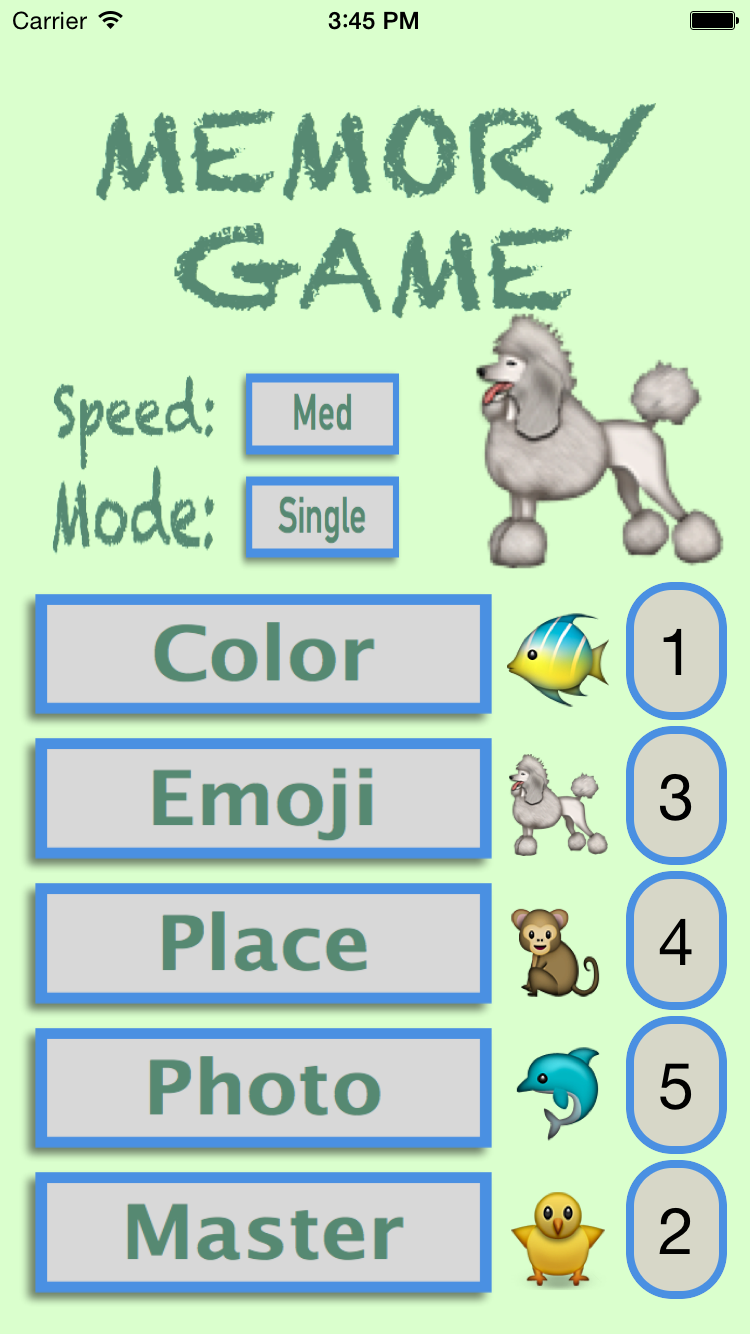 Carrier 3:45 PM
MEMORY
GAME
Speed: Med
Mode: Single
Color 1
Emoji 3
Place 4
Photo 5
Master 2